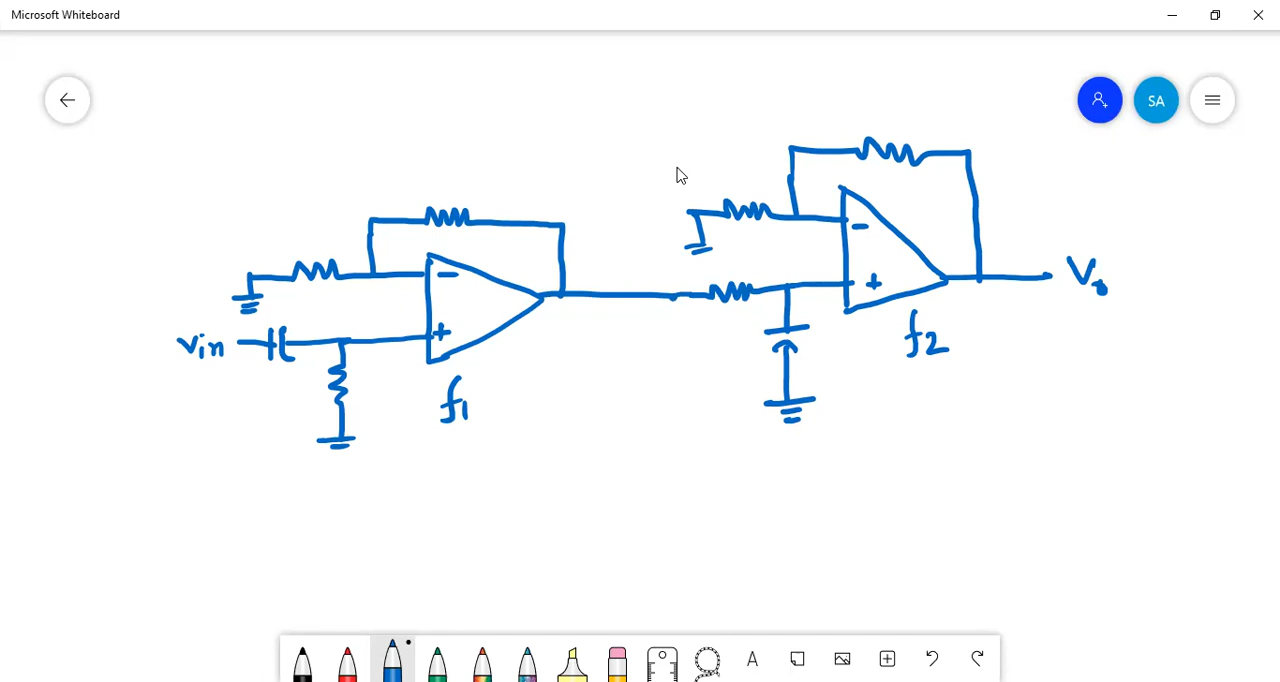 Microsoft Whiteboard
SA
−
+
Vo
−
+
f2
vin
f1
A